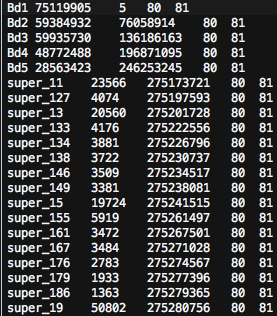 Bd1 75119905 5 80 81
Bd2 59384932 76058914 80 81
Bd3 59935730 136186163 80 81
Bd4 48772488 196871095 80 81
Bd5 28563423 246253245 80 81
super_11 23566 275173721 80 81
super_127 4074 275197593 80 81
super_13 20560 275201728 80 81
super_133 4176 275222556 80 81
super_134 3881 275226796 80 81
super_138 3722 275230737 80 81
super_146 3509 275234517 80 81
super_149 3381 275238081 80 81
super_15 19724 275241515 80 81
super_155 5919 275261497 80 81
super_161 3472 275267501 80 81
super_167 3484 275271028 80 81
super_176 2783 275274567 80 81
super_179 1933 275277396 80 81
super_186 1363 275279365 80 81
super_19 50802 275280756 80 81